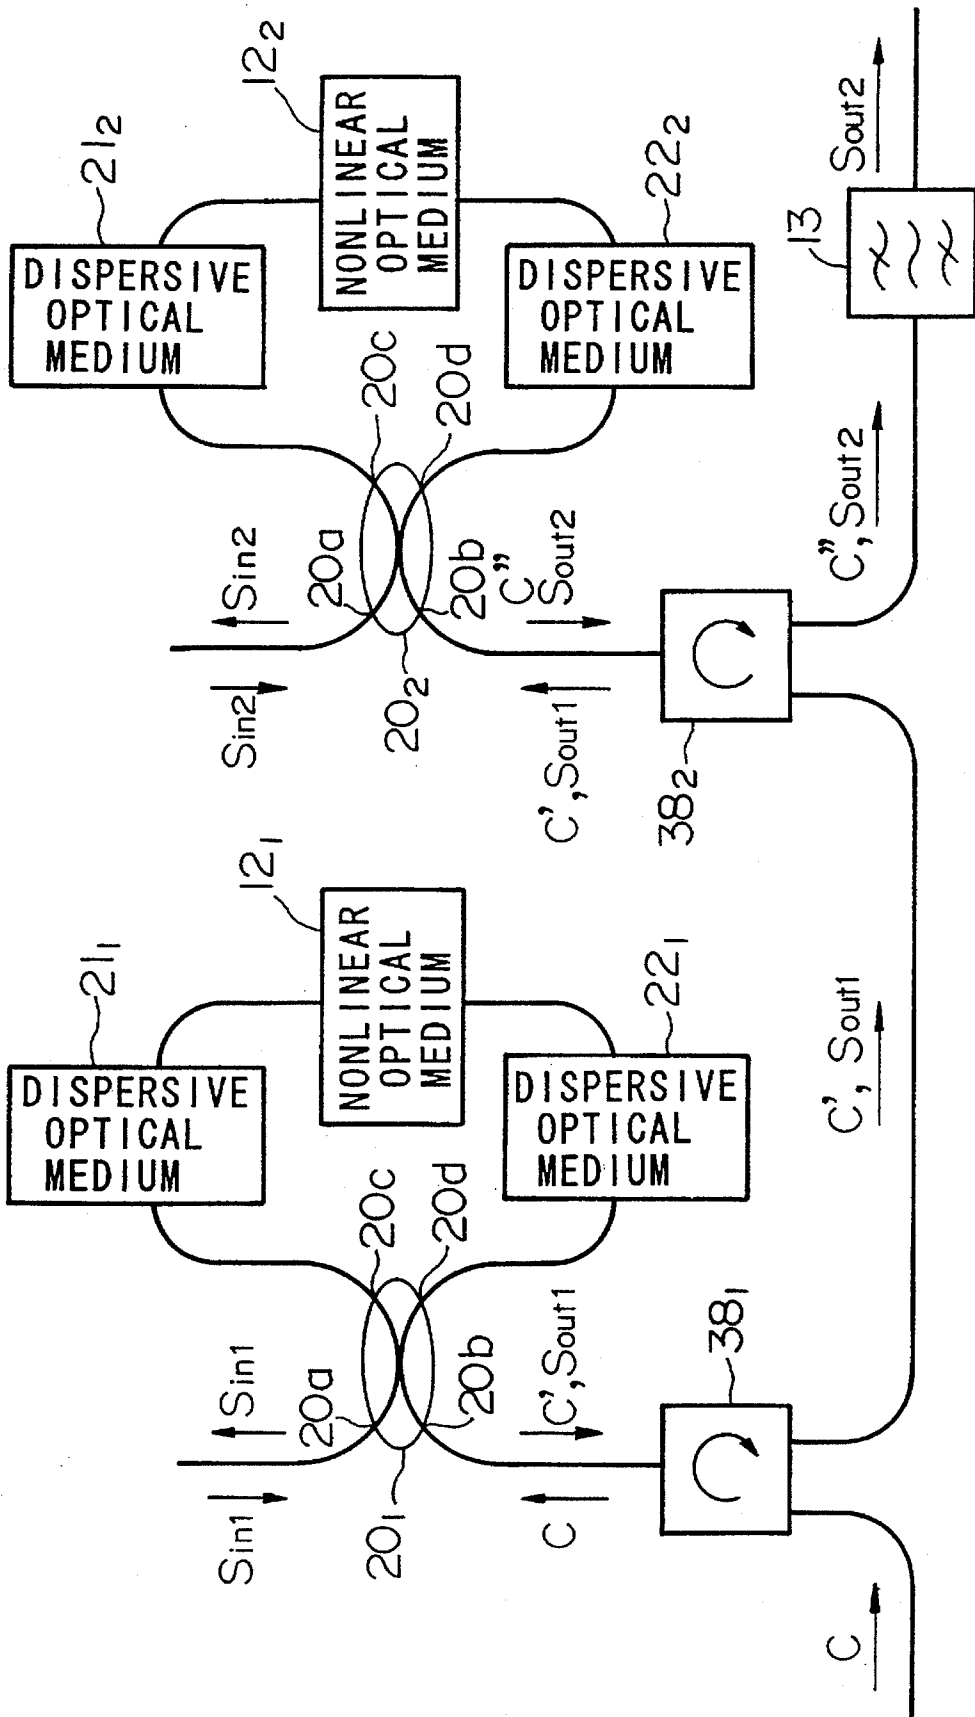 Sin1
Sin1
20a
20b
20c
20d
20₁
DISPERSIVE
OPTICAL
MEDIUM
21₁
NONLINEAR
OPTICAL
MEDIUM
12₁
DISPERSIVE
OPTICAL
MEDIUM
22₁
C
C', Sout1
38₁
C
C', Sout1
Sin2
Sin2
20a
20b
20c
20d
20₂
DISPERSIVE
OPTICAL
MEDIUM
21₂
NONLINEAR
OPTICAL
MEDIUM
12₂
DISPERSIVE
OPTICAL
MEDIUM
22₂
C', Sout1
C"
Sout2
38₂
C", Sout2
13
Sout2